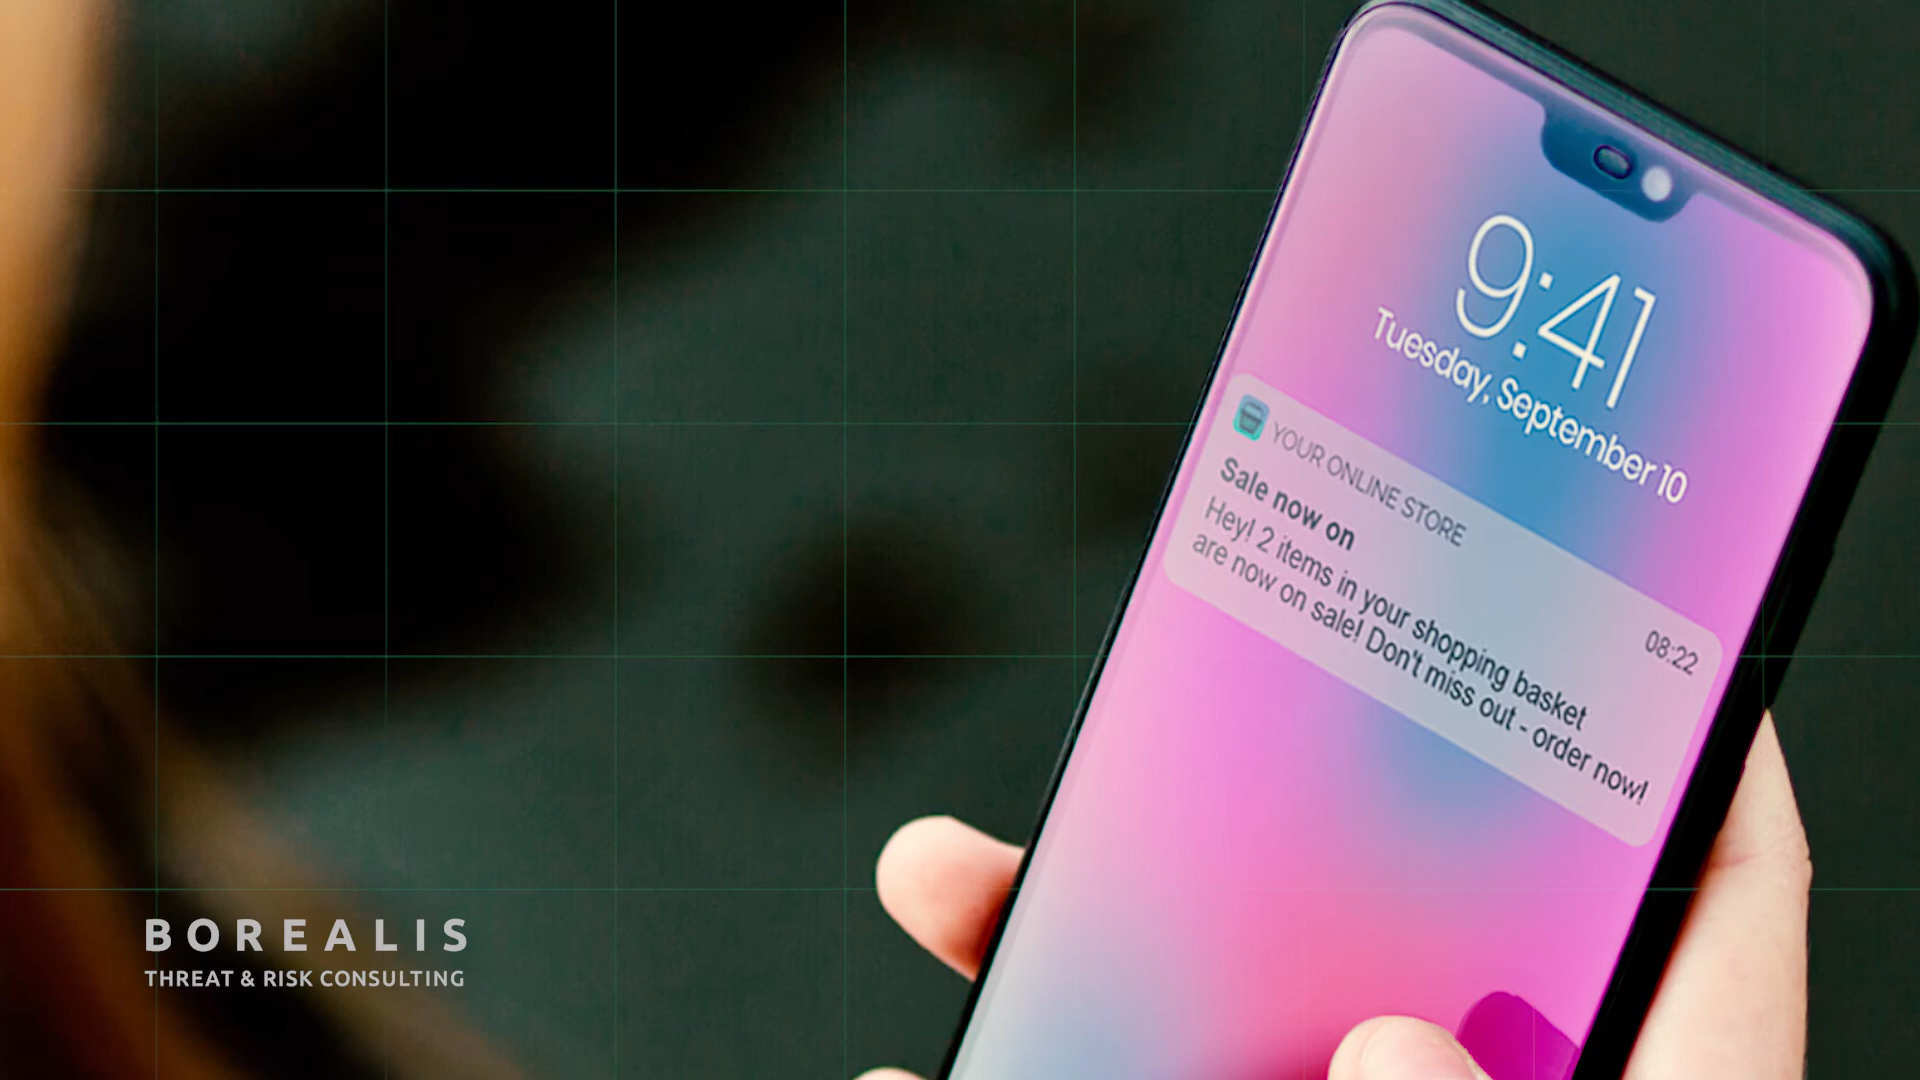 9:41
Tuesday, September 10
YOUR ONLINE STORE
08:22
Sale now on
Hey! 2 items in your shopping basket
are now on sale! Don't miss out - order now!
BOREALIS
THREAT & RISK CONSULTING